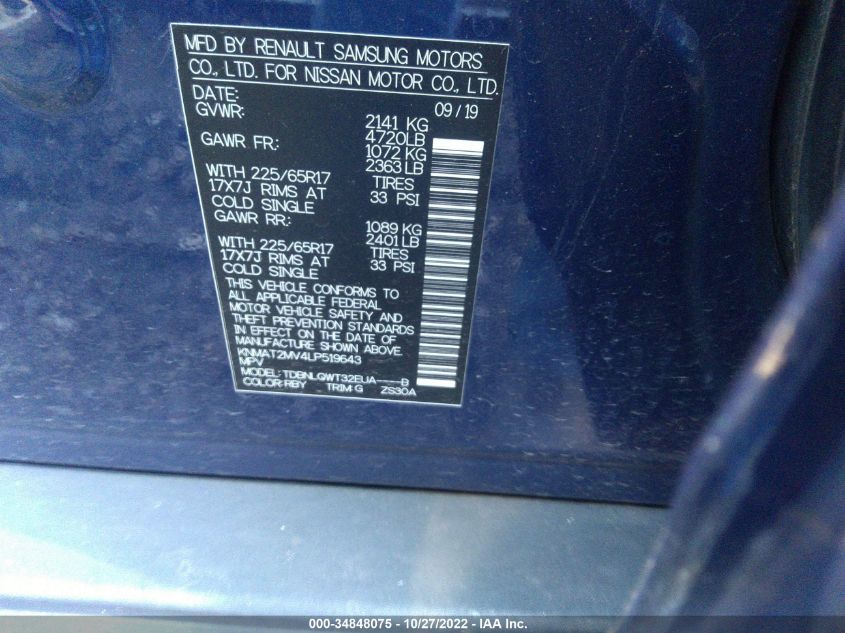 MFD BY RENAULT SAMSUNG MOTORS
CO., LTD. FOR NISSAN MOTOR CO., LTD.
DATE: 09/19
GVWR: 2141 KG
4720LB
GAWR FR: 1072 KG
2363 LB
WITH 225/65R17 TIRES
17X7J RIMS AT 33 PSI
COLD SINGLE
GAWR RR: 1089 KG
2401 LB
WITH 225/65R17 TIRES
17X7J RIMS AT 33 PSI
COLD SINGLE
THIS VEHICLE CONFORMS TO
ALL APPLICABLE FEDERAL
MOTOR VEHICLE SAFETY AND
THEFT PREVENTION STANDARDS
IN EFFECT ON THE DATE OF
MANUFACTURE SHOWN ABOVE.
KNMAT2MV4LP519643
MPV
MODEL: TDBNLQWT32EUA----B
COLOR: RBY TRIM: G ZS30A
000-34848075 - 10/27/2022 - IAA Inc.